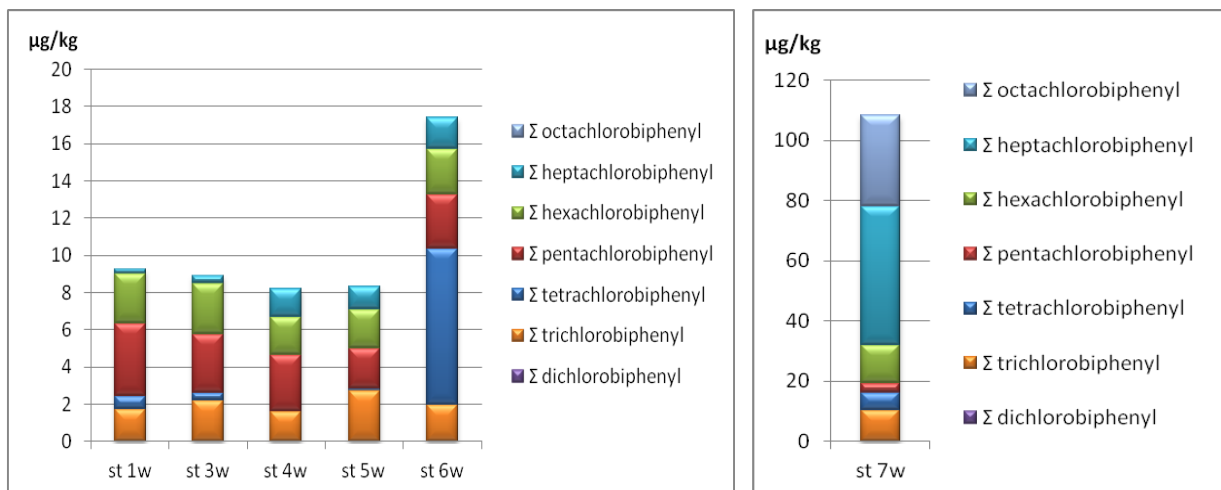 µg/kg
20
18
16
14
12
10
8
6
4
2
0
st 1w st 3w st 4w st 5w st 6w
Σ octachlorobiphenyl
Σ heptachlorobiphenyl
Σ hexachlorobiphenyl
Σ pentachlorobiphenyl
Σ tetrachlorobiphenyl
Σ trichlorobiphenyl
Σ dichlorobiphenyl
µg/kg
120
100
80
60
40
20
0
st 7w
Σ octachlorobiphenyl
Σ heptachlorobiphenyl
Σ hexachlorobiphenyl
Σ pentachlorobiphenyl
Σ tetrachlorobiphenyl
Σ trichlorobiphenyl
Σ dichlorobiphenyl